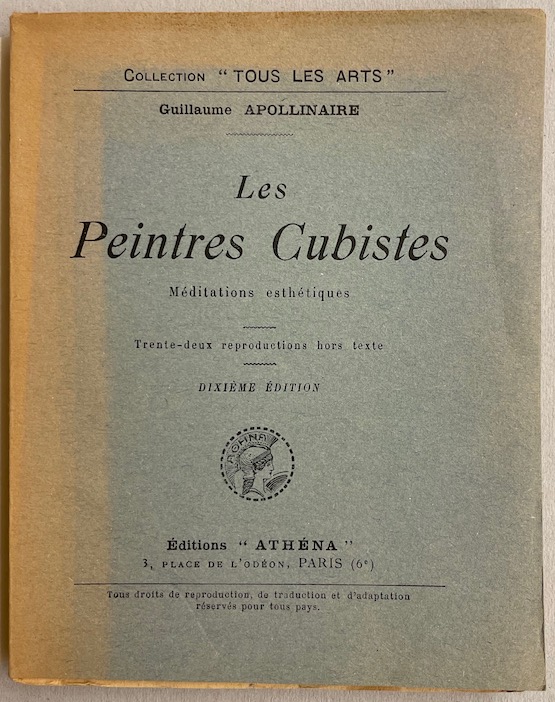 COLLECTION “ TOUS LES ARTS ”
Guillaume APOLLINAIRE
Les
Peintres Cubistes
Méditations esthétiques
Trente-deux reproductions hors texte
DIXIÈME ÉDITION
ΑΘΗΝΑ
Éditions “ ATHÉNA ”
3, PLACE DE L'ODÉON, PARIS (6e)
Tous droits de reproduction, de traduction et d'adaptation
réservés pour tous pays.